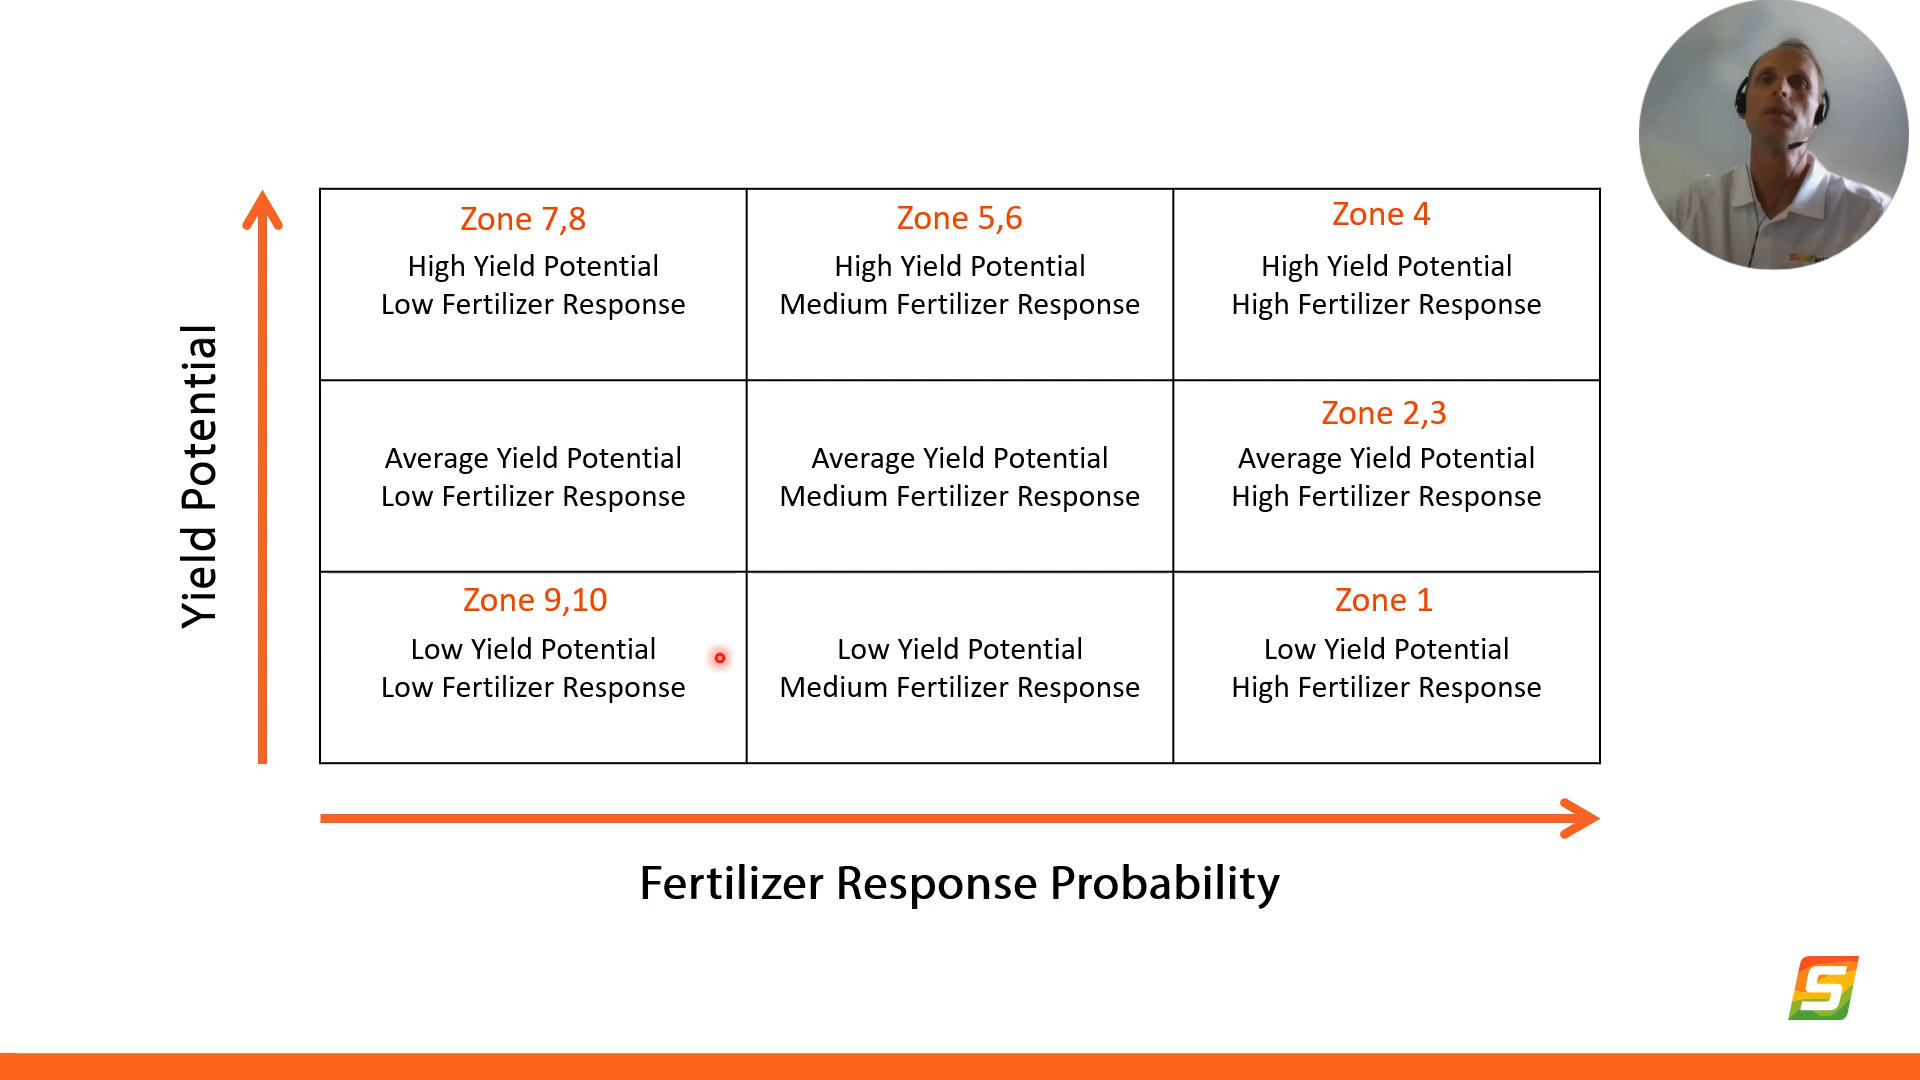 Zone 7,8
High Yield Potential
Low Fertilizer Response
Zone 5,6
High Yield Potential
Medium Fertilizer Response
Zone 4
High Yield Potential
High Fertilizer Response
Average Yield Potential
Low Fertilizer Response
Average Yield Potential
Medium Fertilizer Response
Zone 2,3
Average Yield Potential
High Fertilizer Response
Zone 9,10
Low Yield Potential
Low Fertilizer Response
Low Yield Potential
Medium Fertilizer Response
Zone 1
Low Yield Potential
High Fertilizer Response
Yield Potential
Fertilizer Response Probability
S